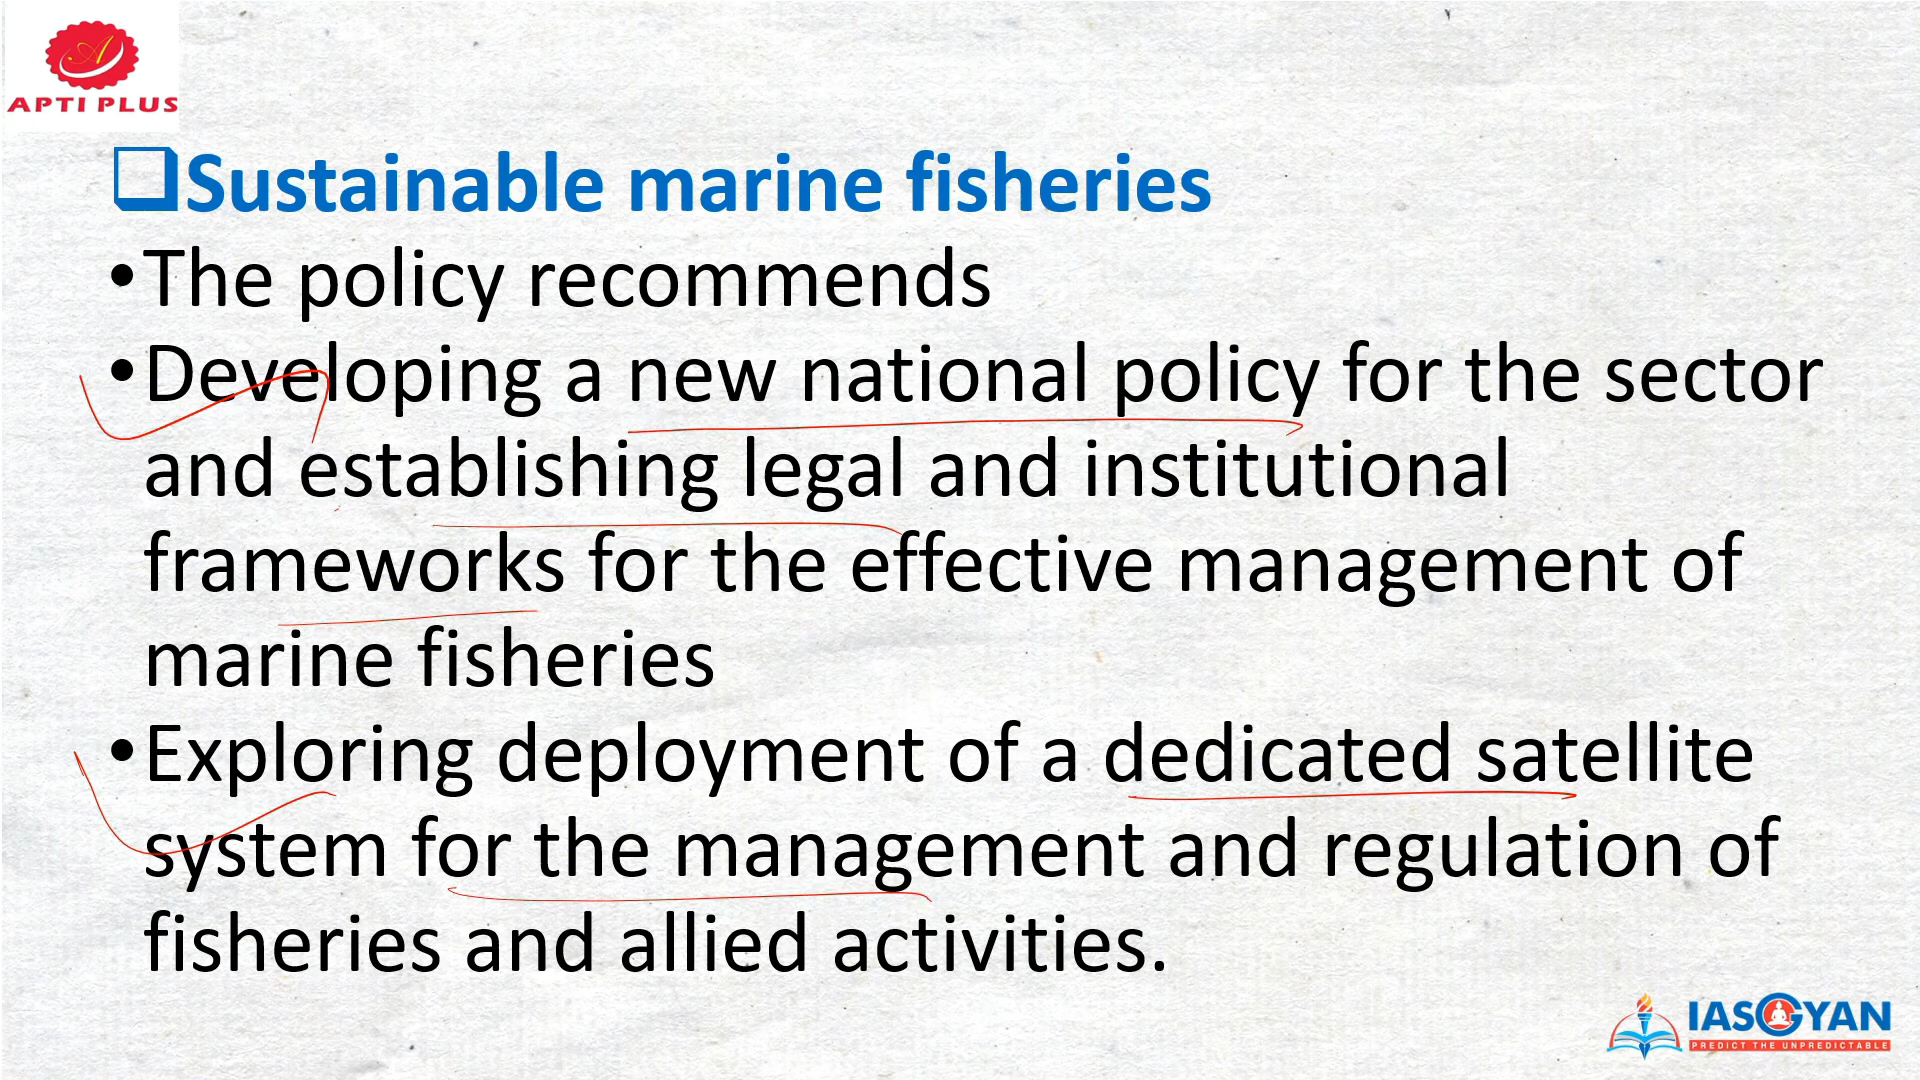 APTI PLUS
Sustainable marine fisheries
•The policy recommends
•Developing a new national policy for the sector
and establishing legal and institutional
frameworks for the effective management of
marine fisheries
•Exploring deployment of a dedicated satellite
system for the management and regulation of
fisheries and allied activities.
IASGYAN
PREDICT THE UNPREDICTABLE